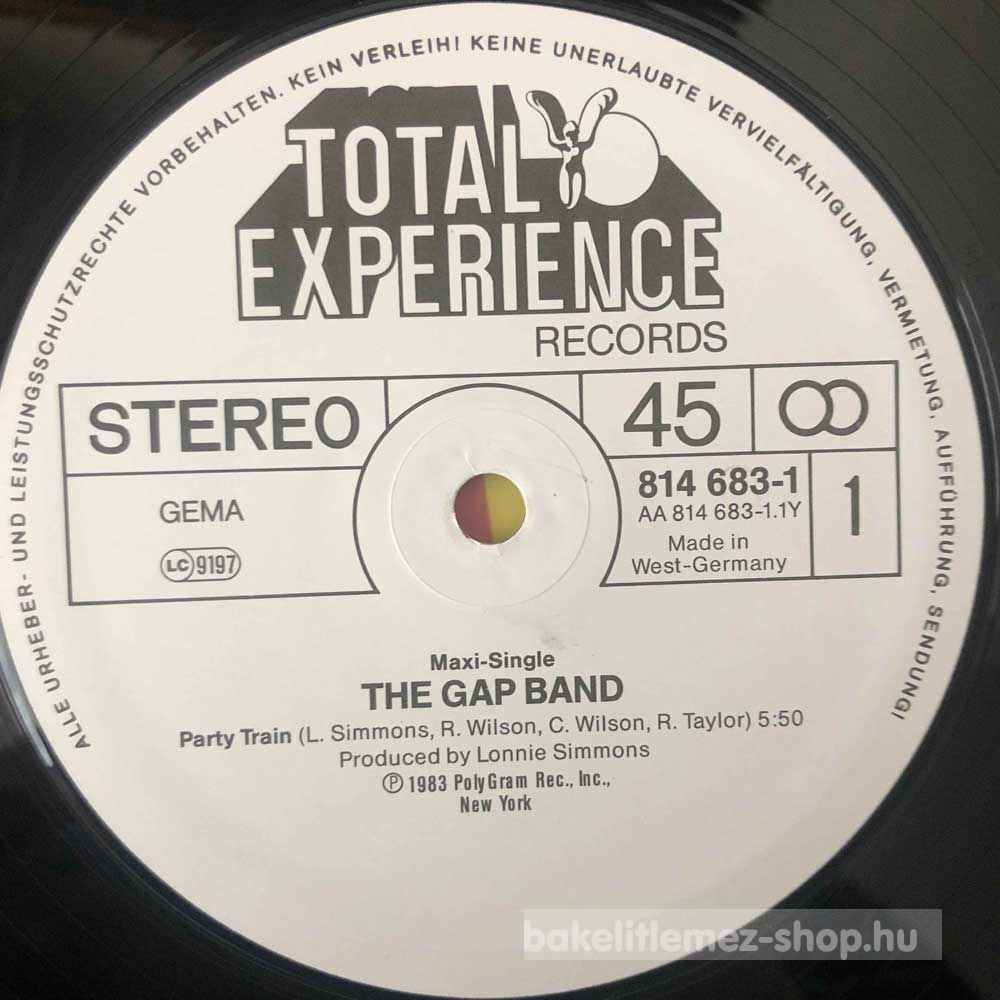 ALLE URHEBER- UND LEISTUNGSSCHUTZRECHTE VORBEHALTEN. KEIN VERLEIH! KEINE UNERLAUBTE VERVIELFÄLTIGUNG, VERMIETUNG, AUFFÜHRUNG, SENDUNG!
TOTAL
EXPERIENCE
RECORDS
STEREO
45
GEMA
LC 9197
814 683-1
AA 814 683-1.1Y
Made in
West-Germany
1
Maxi-Single
THE GAP BAND
Party Train (L. Simmons, R. Wilson, C. Wilson, R. Taylor) 5:50
Produced by Lonnie Simmons
Ⓟ 1983 PolyGram Rec., Inc.,
New York
bakelitlemez-shop.hu